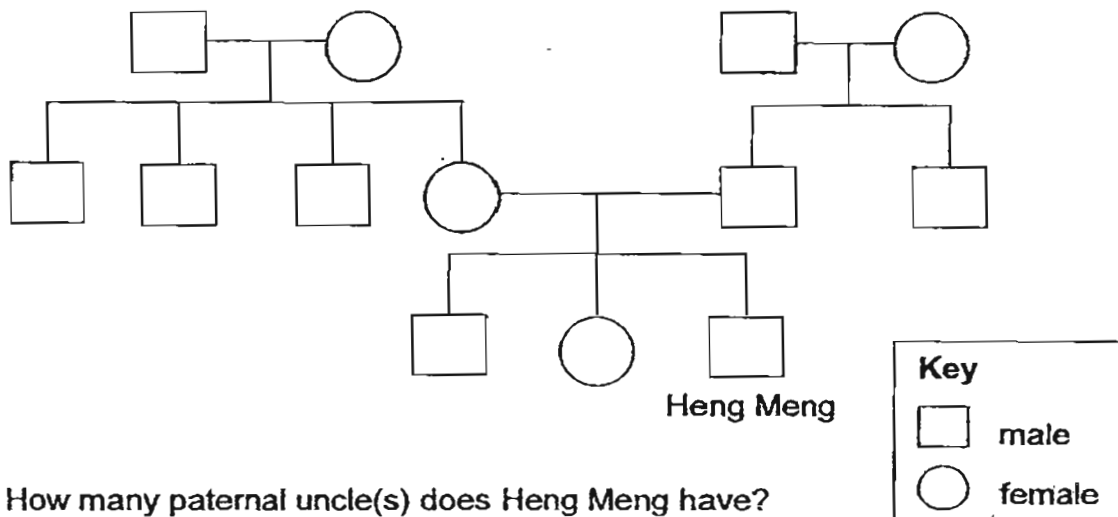 Heng Meng
Key
male
female
How many paternal uncle(s) does Heng Meng have?